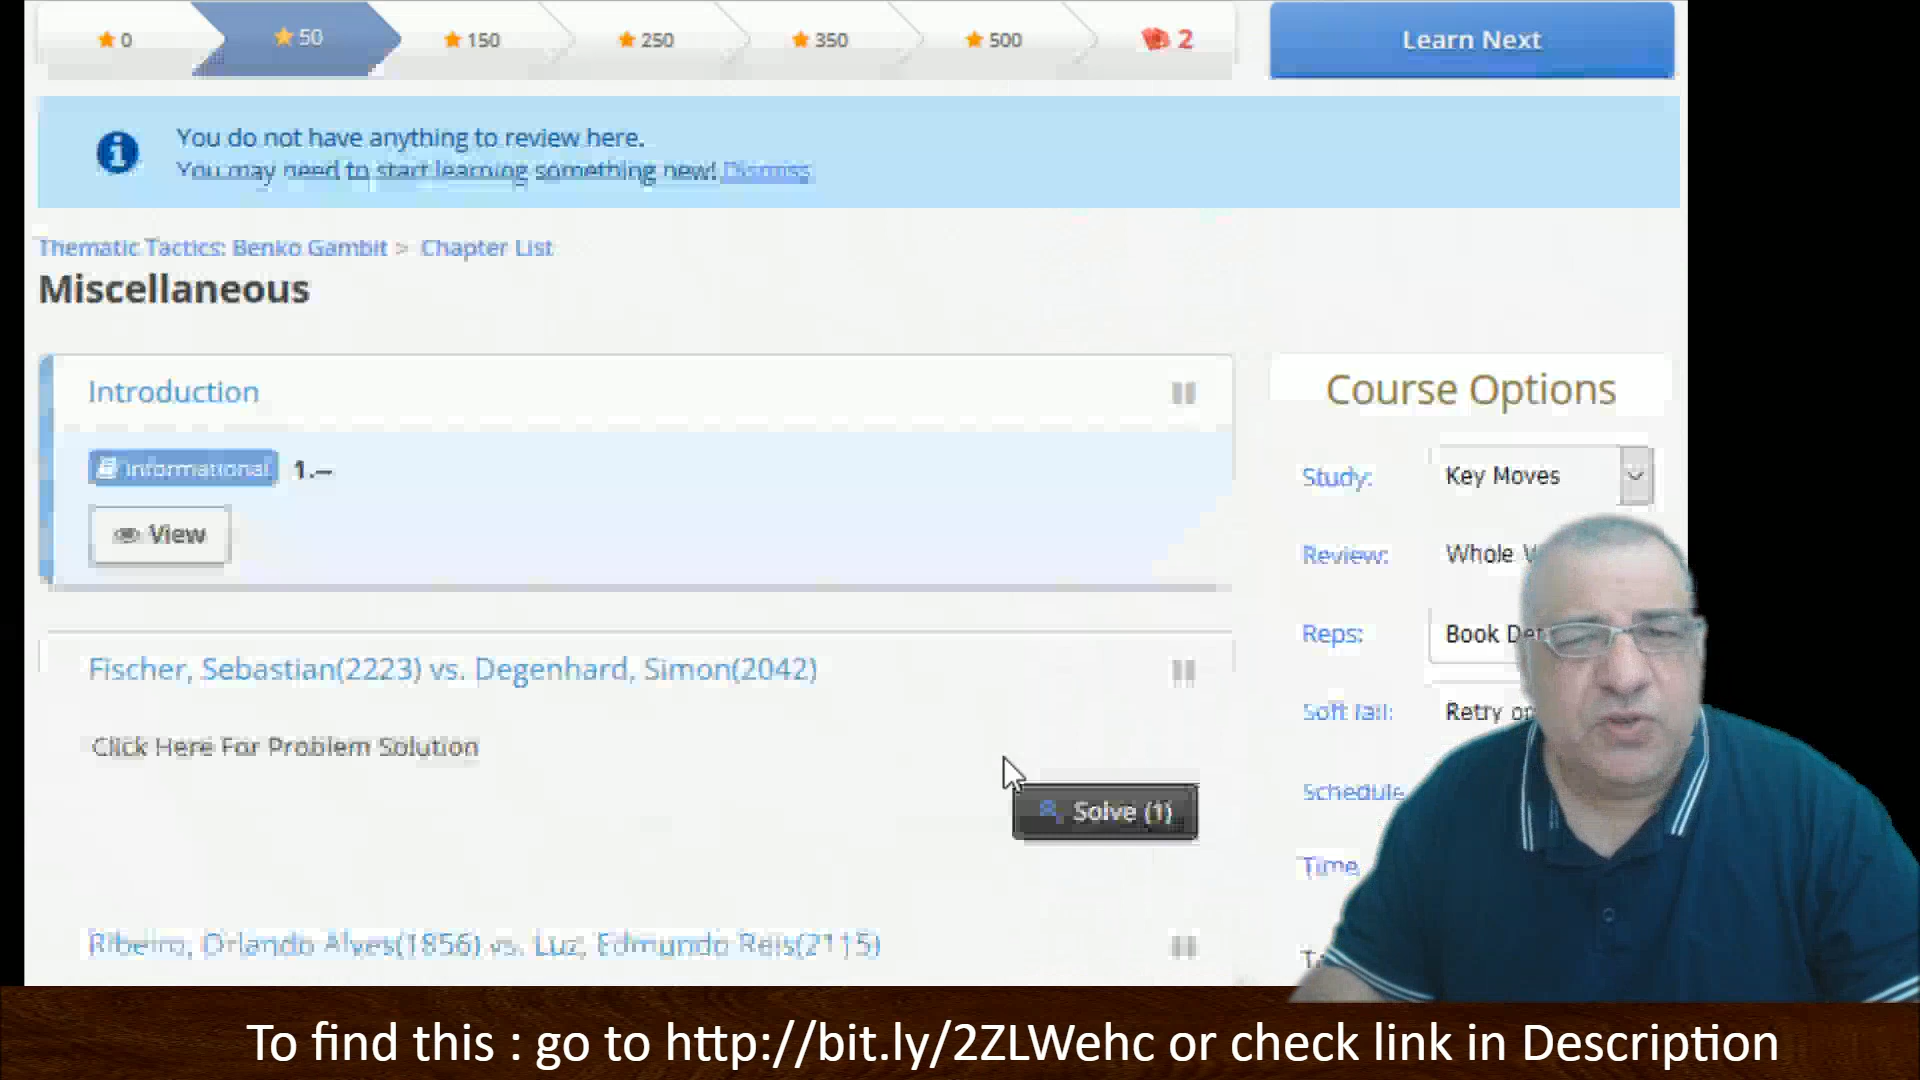 0
50
150
250
350
500
2
Learn Next
You do not have anything to review here.
You may need to start learning something new! Dismiss
Thematic Tactics: Benko Gambit > Chapter List
Miscellaneous
Introduction
Informational 1.--
View
Course Options
Study: Key Moves
Review: Whole
Reps: Book
Soft fail: Retry
Schedule
Time
Fischer, Sebastian(2223) vs. Degenhard, Simon(2042)
Click Here For Problem Solution
Solve (1)
Ribeiro, Orlando Alves(1856) vs. Luz, Edmundo Reis(2115)
To find this : go to http://bit.ly/2ZLWehc or check link in Description